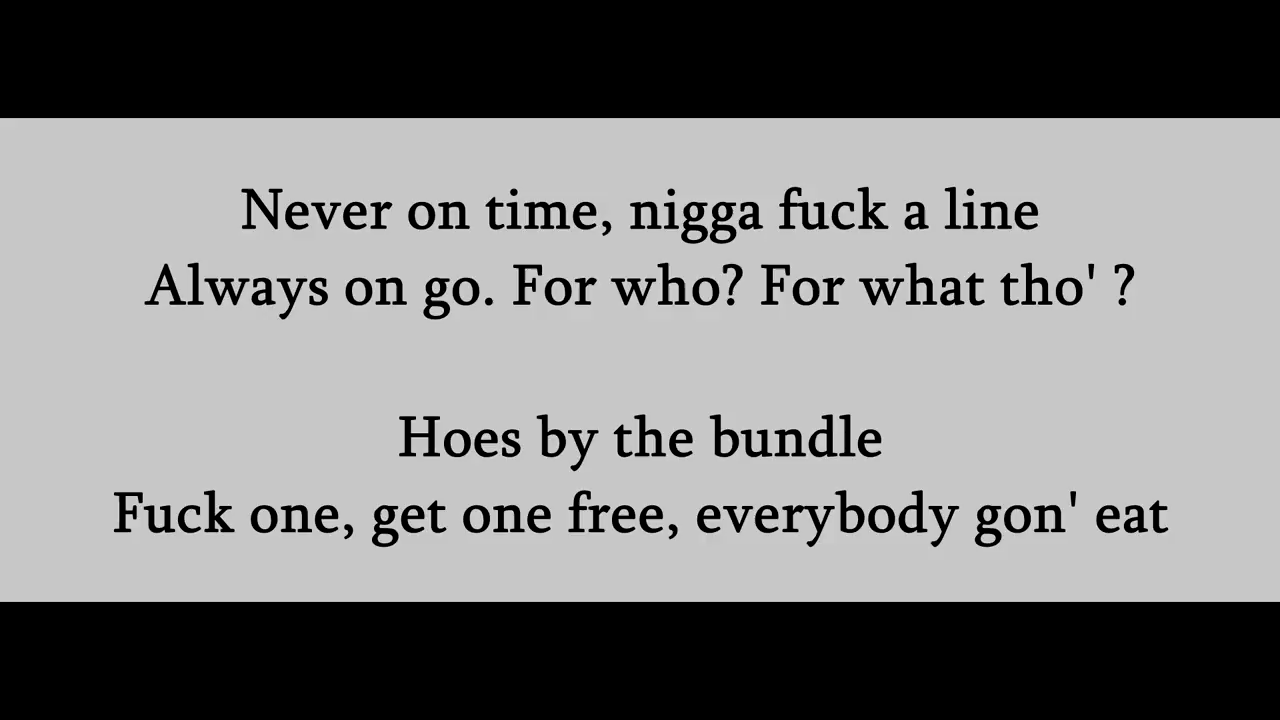 Never on time, nigga fuck a line
Always on go. For who? For what tho' ?
Hoes by the bundle
Fuck one, get one free, everybody gon' eat